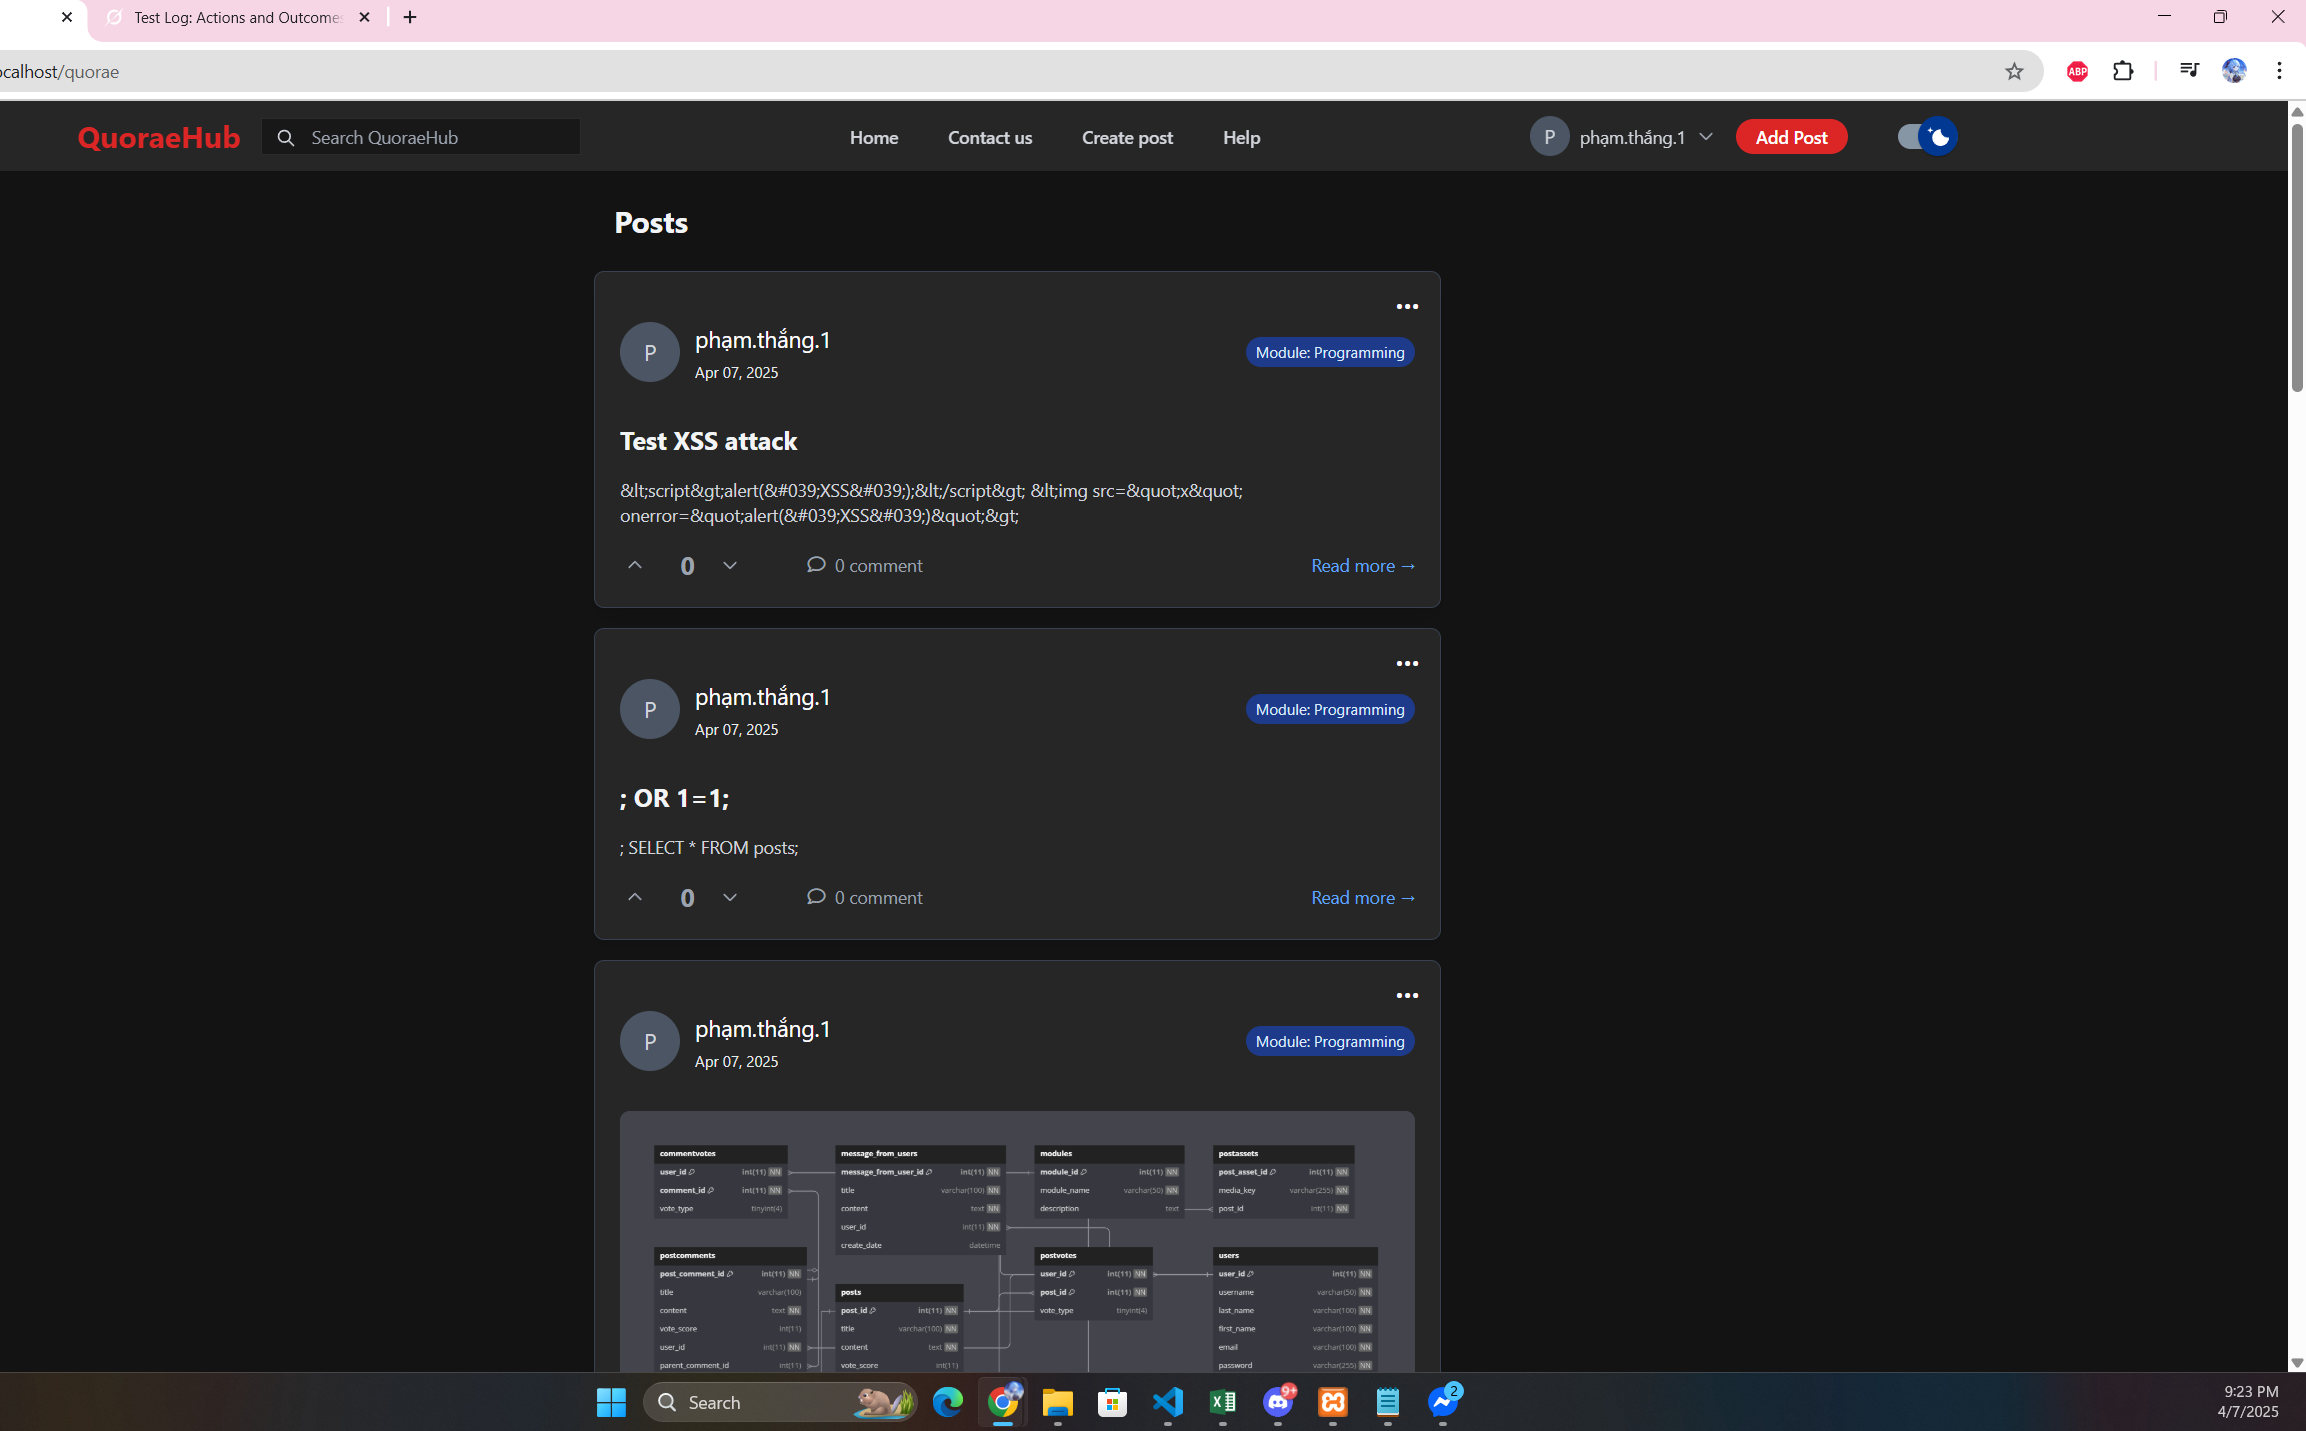 Test Log: Actions and Outcome
ocalhost/quorae
ABP
QuoraeHub
Search QuoraeHub
Home
Contact us
Create post
Help
P
phạm.thắng.1
Add Post
Posts
P
phạm.thắng.1
Apr 07, 2025
Module: Programming
Test XSS attack
&lt;script&gt;alert(&#039;XSS&#039;);&lt;/script&gt; &lt;img src=&quot;x&quot;
onerror=&quot;alert(&#039;XSS&#039;)&quot;&gt;
0
0 comment
Read more →
P
phạm.thắng.1
Apr 07, 2025
Module: Programming
; OR 1=1;
; SELECT * FROM posts;
0
0 comment
Read more →
P
phạm.thắng.1
Apr 07, 2025
Module: Programming
commentvotes
user_id int(11) NN
comment_id int(11) NN
vote_type tinyint(4)
message_from_users
message_from_user_id int(11) NN
title varchar(100) NN
content text NN
user_id int(11) NN
create_date datetime
modules
module_id int(11) NN
module_name varchar(50) NN
description text
postassets
post_asset_id int(11) NN
media_key varchar(255) NN
post_id int(11) NN
postcomments
post_comment_id int(11) NN
title varchar(100)
content text NN
vote_score int(11)
user_id int(11) NN
parent_comment_id int(11)
posts
post_id int(11) NN
title varchar(100) NN
content text NN
vote_score int(11)
postvotes
user_id int(11) NN
post_id int(11) NN
vote_type tinyint(4)
users
user_id int(11) NN
username varchar(50) NN
last_name varchar(100) NN
first_name varchar(100) NN
email varchar(100) NN
password varchar(255) NN
Search
9+
2
9:23 PM
4/7/2025